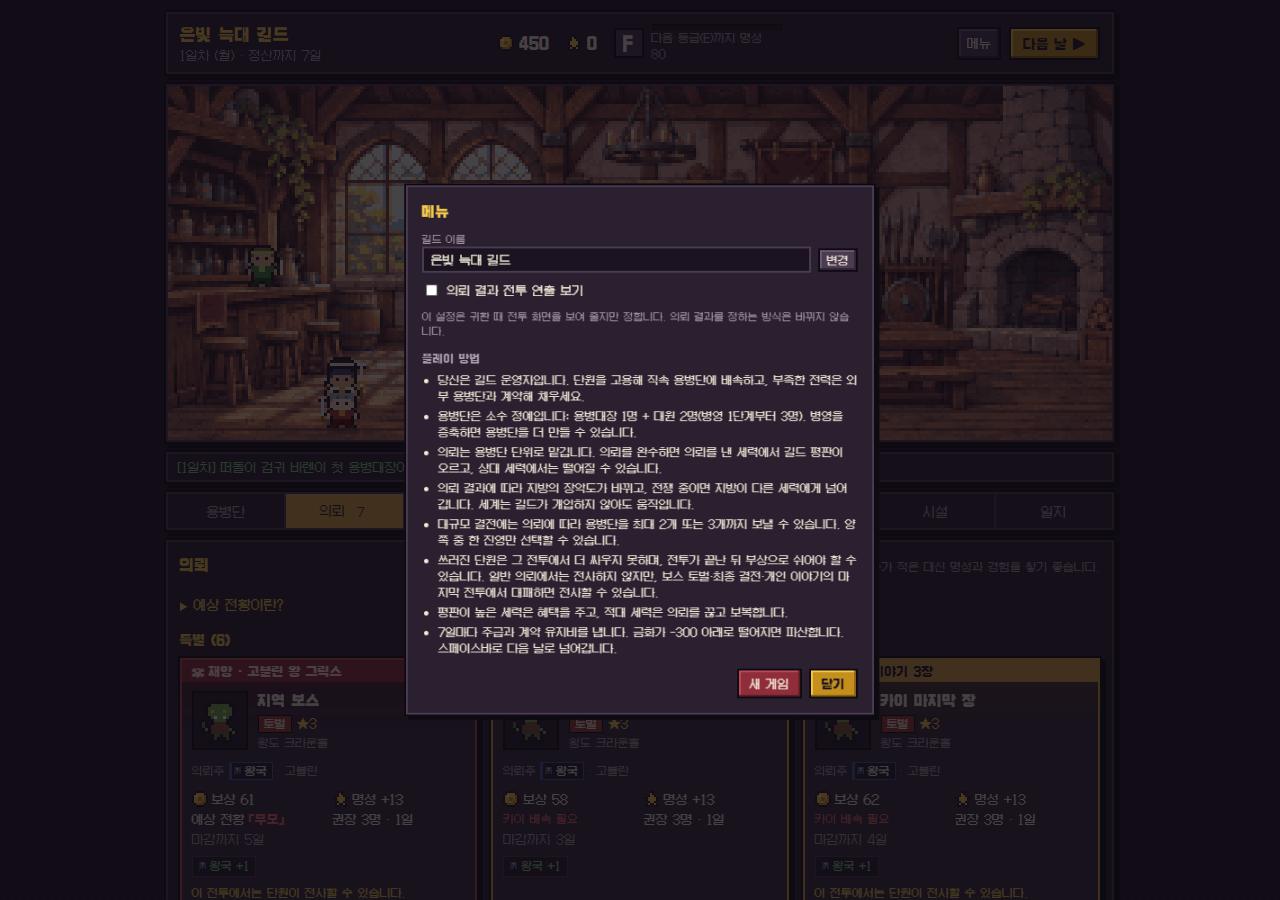 은빛 늑대 길드
1일차 (월) · 정산까지 7일
450
0
F
다음 등급(E)까지 명성
80
메뉴
다음 날 ▶
메뉴
길드 이름
은빛 늑대 길드
변경
의뢰 결과 전투 연출 보기
이 설정은 귀환 때 전투 화면을 보여 줄지만 정합니다. 의뢰 결과를 정하는 방식은 바뀌지 않습
니다.
플레이 방법
• 당신은 길드 운영자입니다. 단원을 고용해 직속 용병단에 배속하고, 부족한 전력은 외
부 용병단과 계약해 채우세요.
• 용병단은 소수 정예입니다: 용병대장 1명 + 대원 2명(병영 1단계부터 3명). 병영을
증축하면 용병단을 더 만들 수 있습니다.
• 의뢰는 용병단 단위로 맡깁니다. 의뢰를 완수하면 의뢰를 낸 세력에서 길드 평판이
오르고, 상대 세력에서는 떨어질 수 있습니다.
• 의뢰 결과에 따라 지방의 장악도가 바뀌고, 전쟁 중이면 지방이 다른 세력에게 넘어
갑니다. 세계는 길드가 개입하지 않아도 움직입니다.
• 대규모 결전에는 의뢰에 따라 용병단을 최대 2개 또는 3개까지 보낼 수 있습니다. 양
쪽 중 한 진영만 선택할 수 있습니다.
• 쓰러진 단원은 그 전투에서 더 싸우지 못하며, 전투가 끝난 뒤 부상으로 쉬어야 할 수
있습니다. 일반 의뢰에서는 전사하지 않지만, 보스 토벌·최종 결전·개인 이야기의 마
지막 전투에서 대패하면 전사할 수 있습니다.
• 평판이 높은 세력은 혜택을 주고, 적대 세력은 의뢰를 끊고 보복합니다.
• 7일마다 주급과 계약 유지비를 냅니다. 금화가 -300 아래로 떨어지면 파산합니다.
스페이스바로 다음 날로 넘어갑니다.
새 게임
닫기
[1일차] 떠돌이 검귀 바렌이 첫 용병대장으
용병단
의뢰 7
시설
일지
의뢰
가 적은 대신 명성과 경험을 쌓기 좋습니다.
▶ 예상 전황이란?
특별 (6)
재앙 · 고블린 왕 그릭스
이야기 3장
지역 보스
카이 마지막 장
토벌 ★3
토벌 ★3
토벌 ★3
왕도 크라운홀
왕도 크라운홀
왕도 크라운홀
의뢰주 왕국 · 고블린
의뢰주 왕국 · 고블린
의뢰주 왕국 · 고블린
보상 61
명성 +13
보상 58
명성 +13
보상 62
명성 +13
예상 전황 「무모」
권장 3명 · 1일
카이 배속 필요
권장 3명 · 1일
카이 배속 필요
권장 3명 · 1일
마감까지 5일
마감까지 3일
마감까지 4일
왕국 +1
왕국 +1
왕국 +1
이 전투에서는 단원이 전사할 수 있습니다.
이 전투에서는 단원이 전사할 수 있습니다.